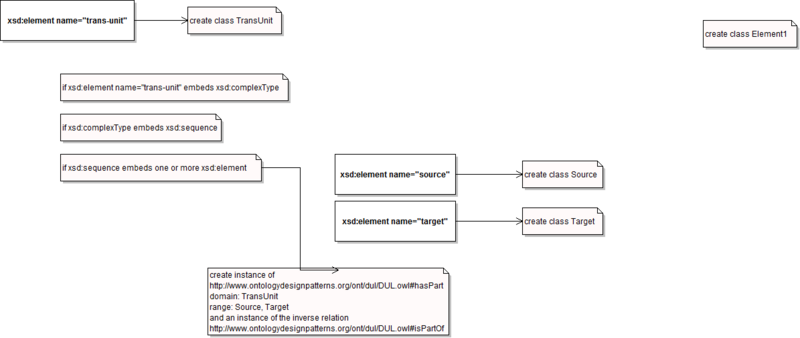 xsd:element name="trans-unit"
create class TransUnit
create class Element1
if xsd:element name="trans-unit" embeds xsd:complexType
if xsd:complexType embeds xsd:sequence
if xsd:sequence embeds one or more xsd:element
xsd:element name="source"
create class Source
xsd:element name="target"
create class Target
create instance of
http://www.ontologydesignpatterns.org/ont/dul/DUL.owl#hasPart
domain: TransUnit
range: Source, Target
and an instance of the inverse relation
http://www.ontologydesignpatterns.org/ont/dul/DUL.owl#isPartOf